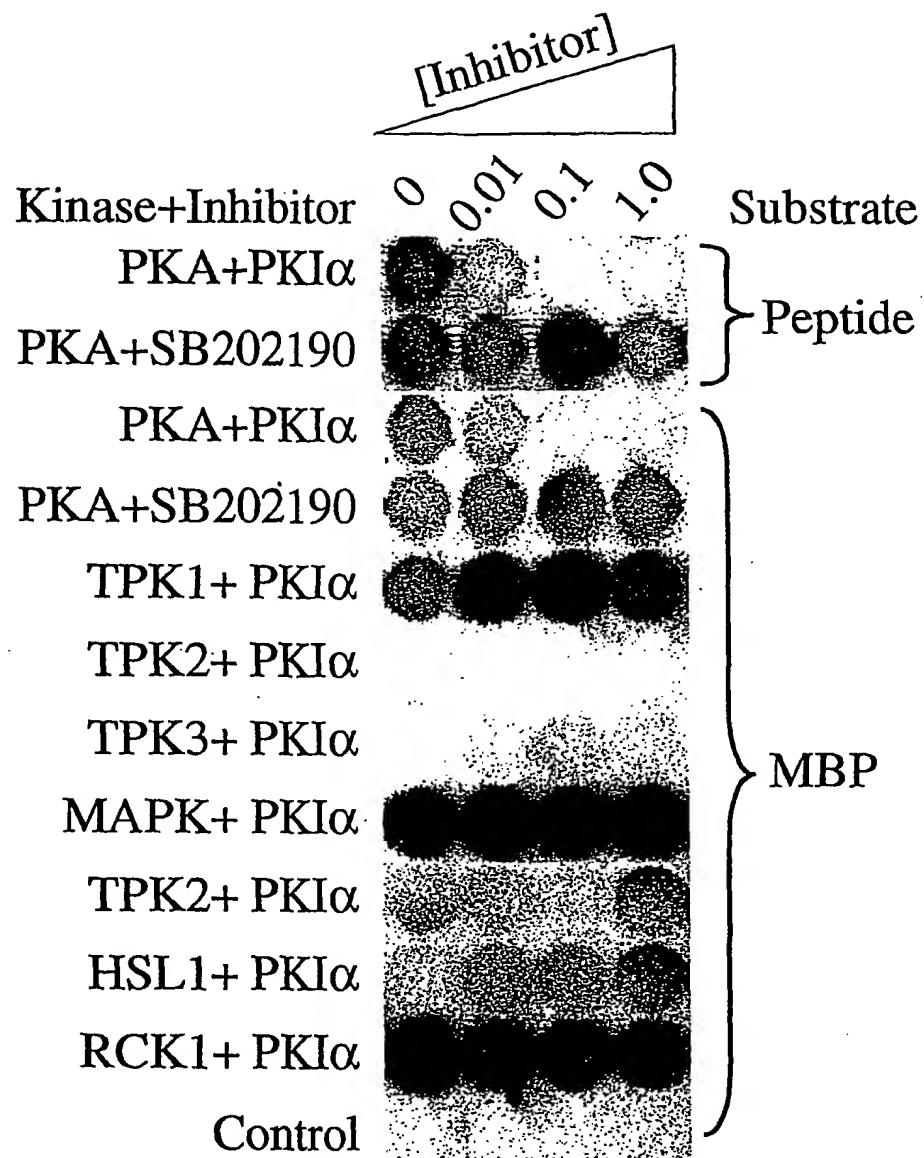 [Inhibitor]
Kinase+Inhibitor 0 0.01 0.1 1.0 Substrate
PKA+PKIα
PKA+SB202190
Peptide
PKA+PKIα
PKA+SB202190
TPK1+ PKIα
TPK2+ PKIα
TPK3+ PKIα
MBP
MAPK+ PKIα
TPK2+ PKIα
HSL1+ PKIα
RCK1+ PKIα
Control